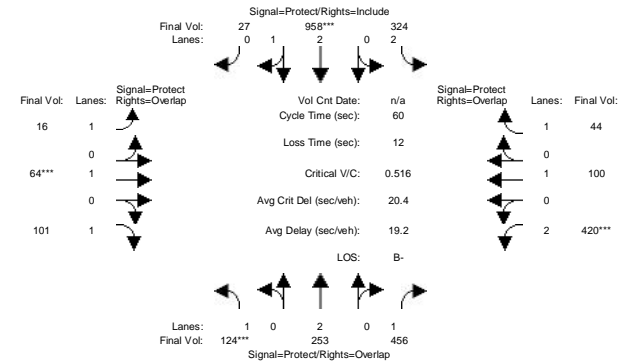 Signal=Protect/Rights=Include
Final Vol: 27 958*** 324
Lanes: 0 1 2 0 2
Signal=Protect
Final Vol: Lanes: Rights=Overlap
16 1
0
64*** 1
0
101 1
Vol Cnt Date: n/a
Cycle Time (sec): 60
Loss Time (sec): 12
Critical V/C: 0.516
Avg Crit Del (sec/veh): 20.4
Avg Delay (sec/veh): 19.2
LOS: B-
Signal=Protect
Rights=Overlap Lanes: Final Vol:
1 44
0
1 100
0
2 420***
Lanes: 1 0 2 0 1
Final Vol: 124*** 253 456
Signal=Protect/Rights=Overlap